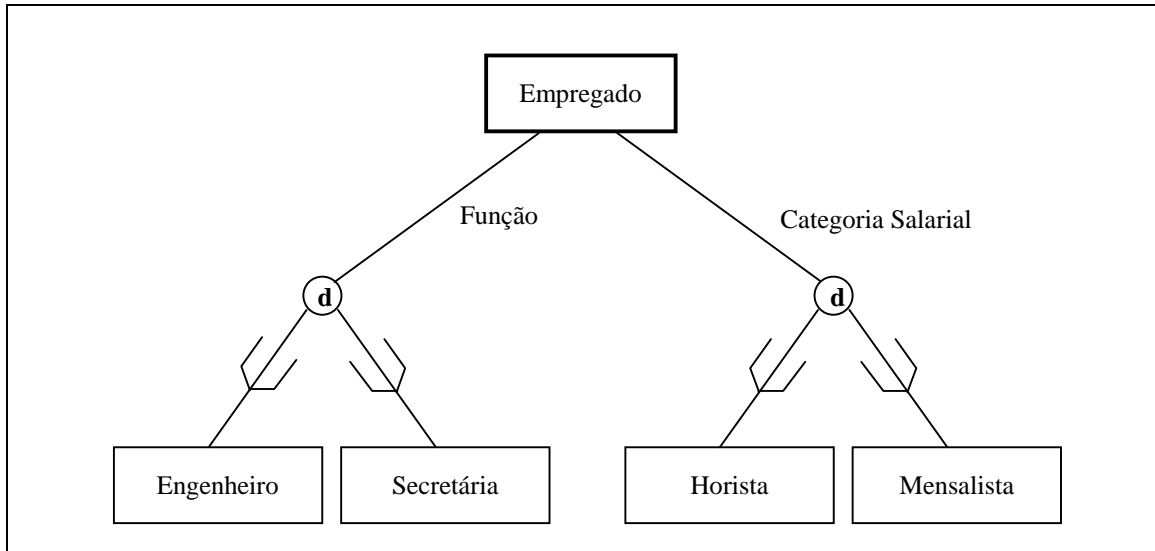 Empregado
Função
Categoria Salarial
d
d
Engenheiro
Secretária
Horista
Mensalista